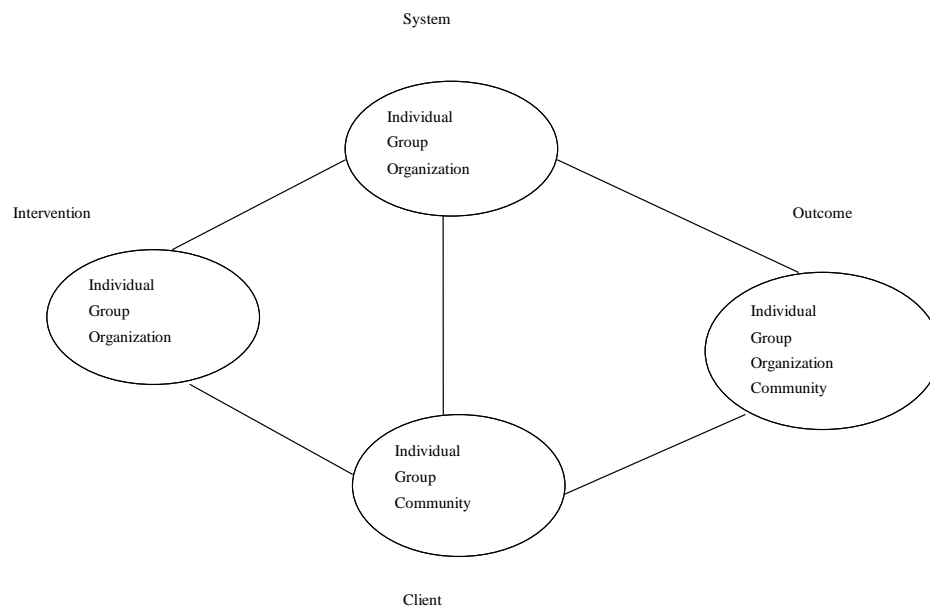 System
Individual
Group
Organization
Intervention
Outcome
Individual
Group
Organization
Individual
Group
Organization
Community
Individual
Group
Community
Client